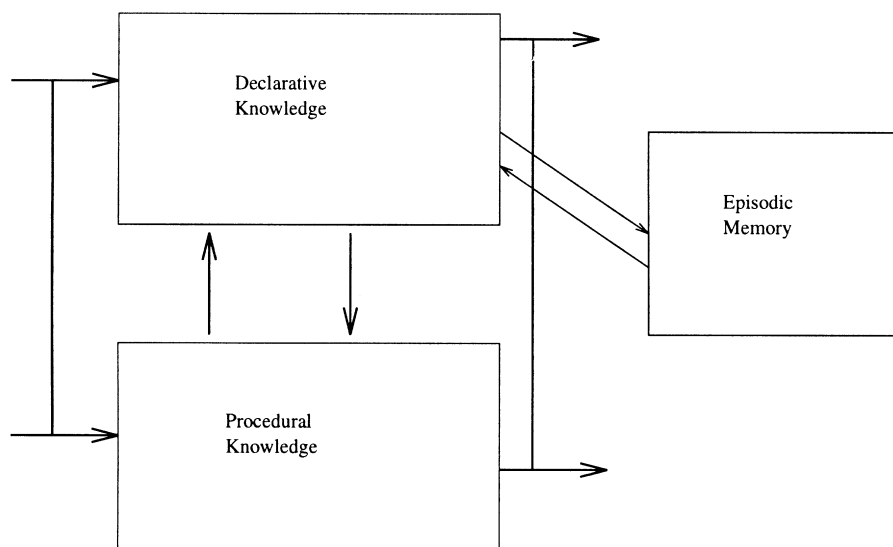 Declarative
Knowledge
Episodic
Memory
Procedural
Knowledge